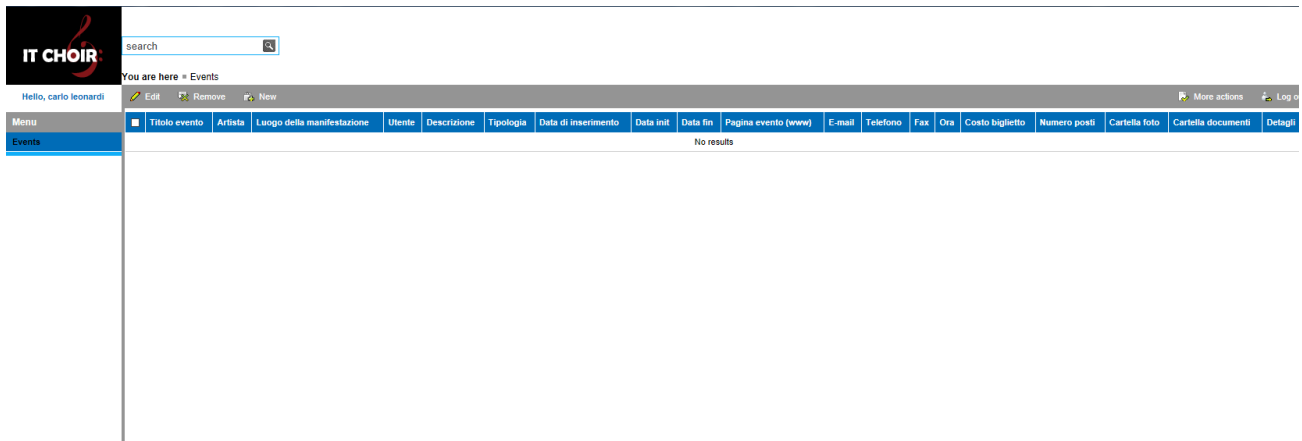 IT CHOIR:
search
You are here Events
Hello, carlo leonardi
Edit Remove New More actions Log o
Menu
Events
Titolo evento Artista Luogo della manifestazione Utente Descrizione Tipologia Data di inserimento Data init Data fin Pagina evento (www) E-mail Telefono Fax Ora Costo biglietto Numero posti Cartella foto Cartella documenti Detagli
No results